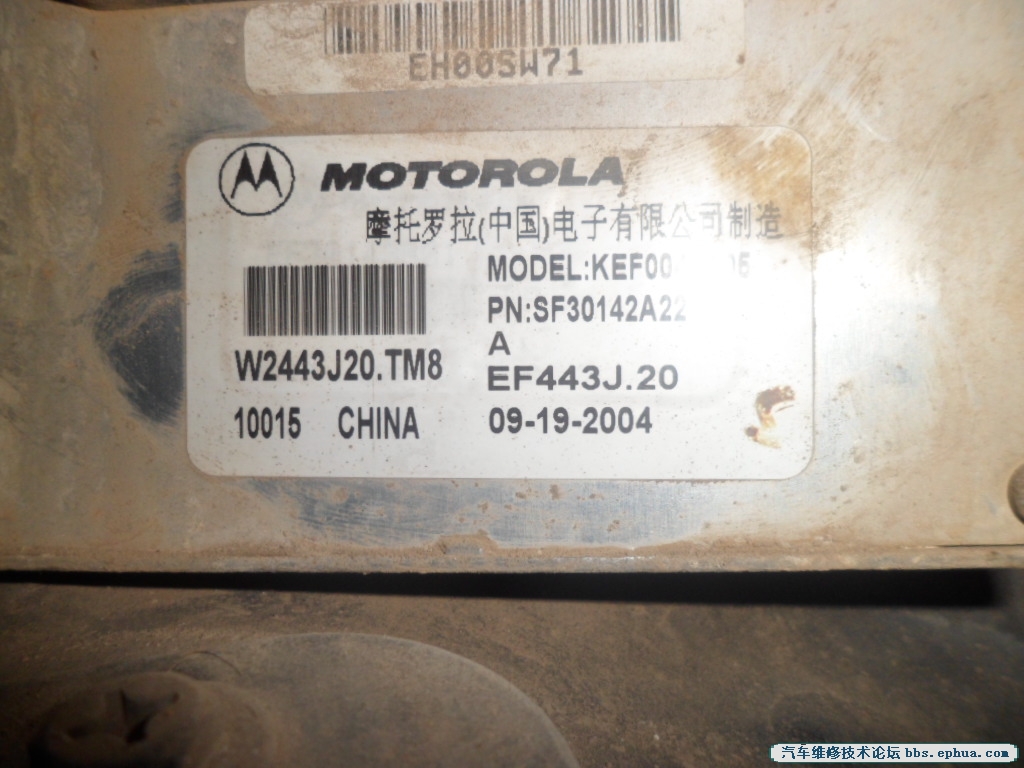 EH00SW71
MOTOROLA
摩托罗拉(中国)电子有限公司制造
PN:SF30142A22
A
W2443J20.TM8
EF443J.20
10015 CHINA
09-19-2004
汽车维修技术论坛 bbs.ephua.com